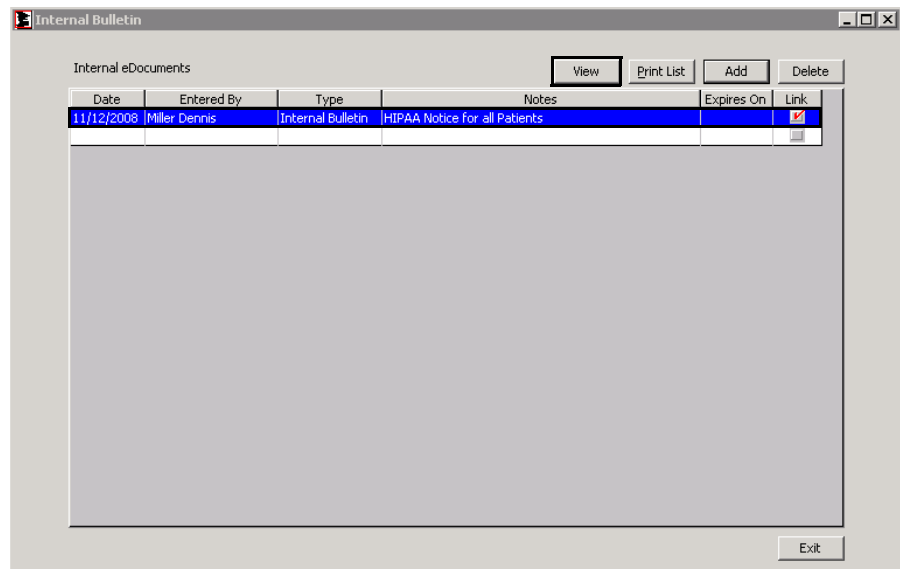 Internal Bulletin
Internal eDocuments
View Print List Add Delete
Date Entered By Type Notes Expires On Link
11/12/2008 Miller Dennis Internal Bulletin HIPAA Notice for all Patients
Exit